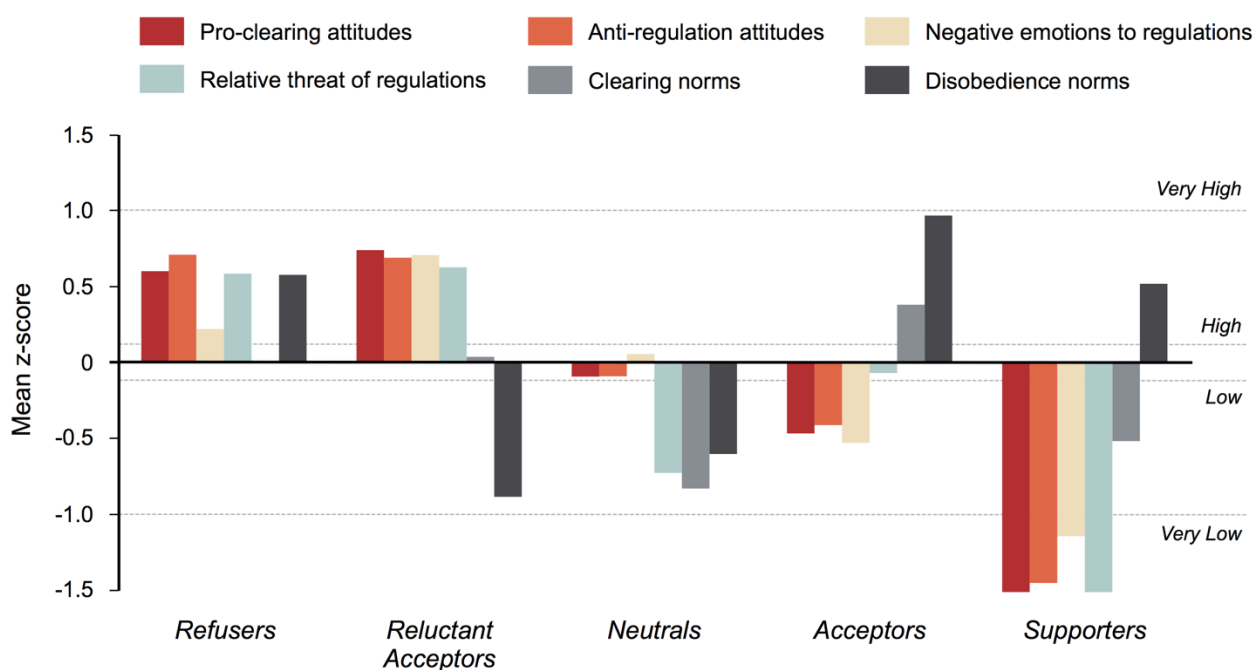 Pro-clearing attitudes
Anti-regulation attitudes
Negative emotions to regulations
Relative threat of regulations
Clearing norms
Disobedience norms
Mean z-score
1.5
1.0
0.5
0
-0.5
-1.0
-1.5
Very High
High
Low
Very Low
Refusers
Reluctant
Acceptors
Neutrals
Acceptors
Supporters